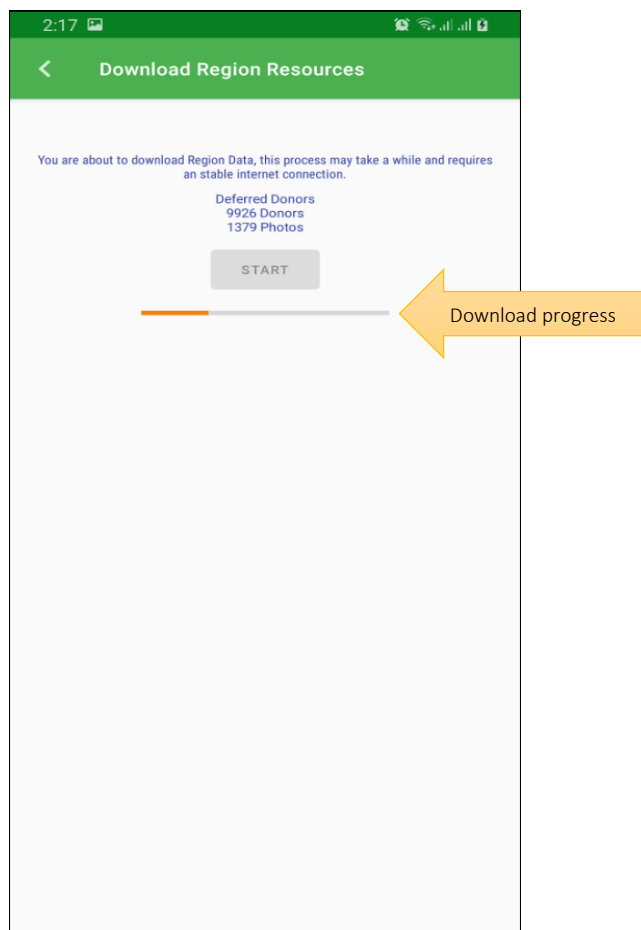 2:17
Download Region Resources
You are about to download Region Data, this process may take a while and requires
an stable internet connection.
Deferred Donors
9926 Donors
1379 Photos
START
Download progress